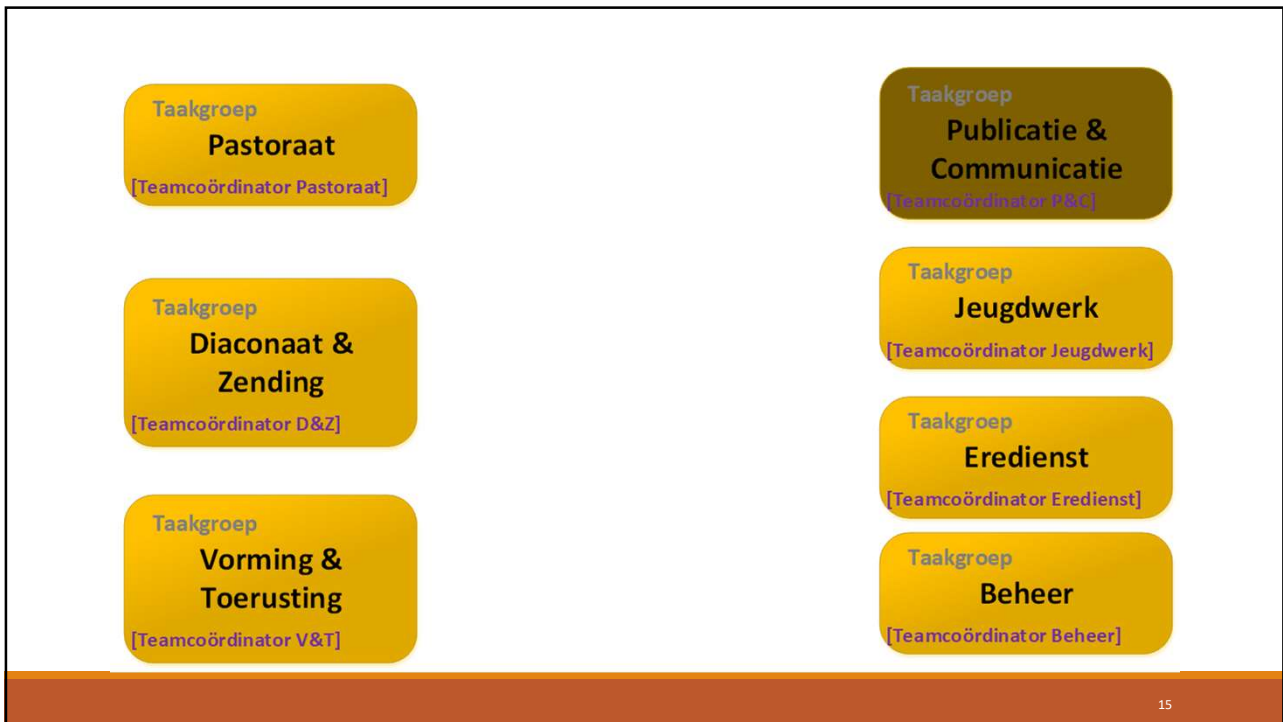 Taakgroep
Pastoraat
[Teamcoördinator Pastoraat]
Taakgroep
Diaconaat &
Zending
[Teamcoördinator D&Z]
Taakgroep
Vorming &
Toerusting
[Teamcoördinator V&T]
Taakgroep
Publicatie &
Communicatie
[Teamcoördinator P&C]
Taakgroep
Jeugdwerk
[Teamcoördinator Jeugdwerk]
Taakgroep
Eredienst
[Teamcoördinator Eredienst]
Taakgroep
Beheer
[Teamcoördinator Beheer]
15